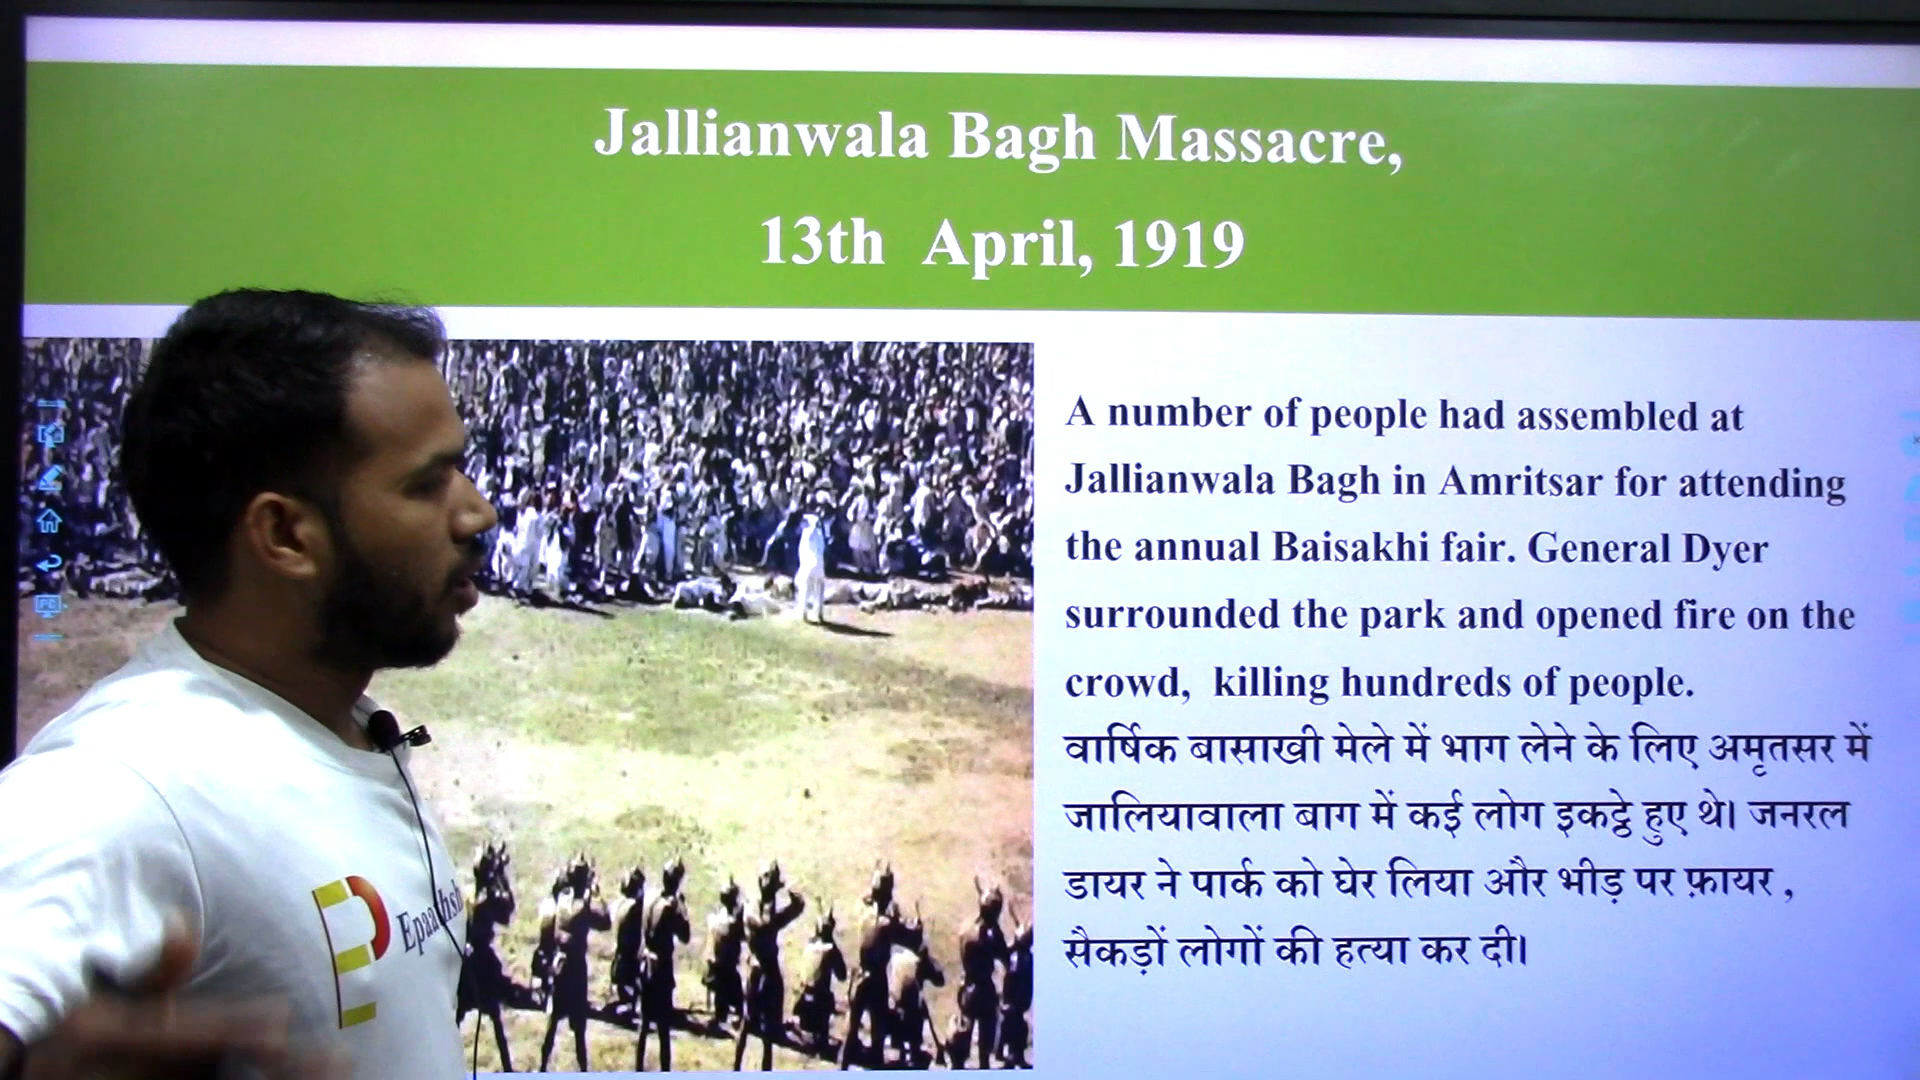 Jallianwala Bagh Massacre,
13th April, 1919
A number of people had assembled at
Jallianwala Bagh in Amritsar for attending
the annual Baisakhi fair. General Dyer
surrounded the park and opened fire on the
crowd, killing hundreds of people.
वार्षिक बासाखी मेले में भाग लेने के लिए अमृतसर में
जालियावाला बाग में कई लोग इकट्ठे हुए थे। जनरल
डायर ने पार्क को घेर लिया और भीड़ पर फ़ायर ,
सैकड़ों लोगों की हत्या कर दी।
PC